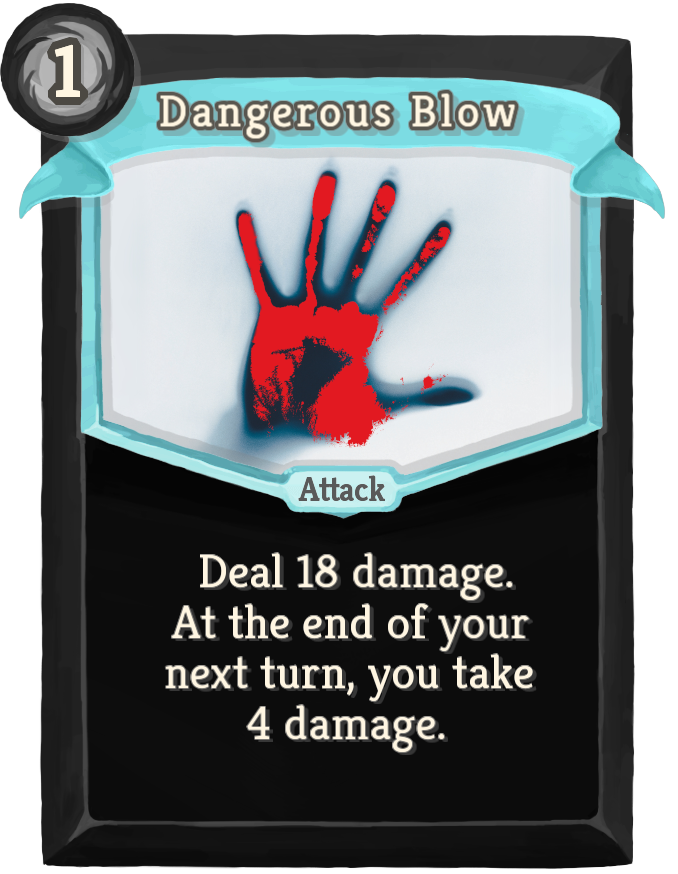 1
Dangerous Blow
Attack
Deal 18 damage.
At the end of your
next turn, you take
4 damage.